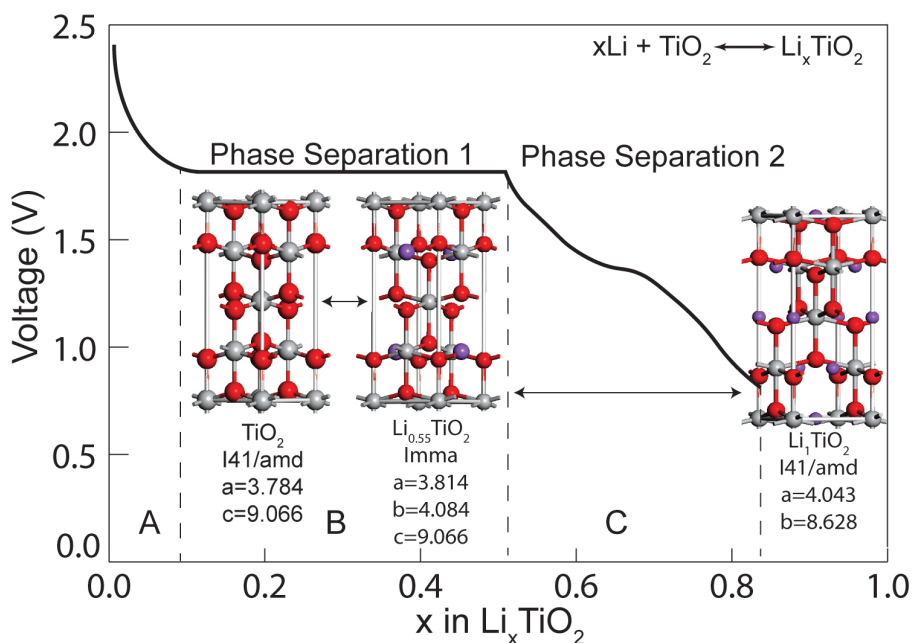 2.5
xLi + TiO₂ ⟷ LiₓTiO₂
2.0
Phase Separation 1
Phase Separation 2
1.5
Voltage (V)
1.0
TiO₂
I41/amd
a=3.784
c=9.066
Li₀.₅₅TiO₂
Imma
a=3.814
b=4.084
c=9.066
Li₁TiO₂
I41/amd
a=4.043
b=8.628
0.5
A
B
C
0.0
0.0 0.2 0.4 0.6 0.8 1.0
x in LiₓTiO₂